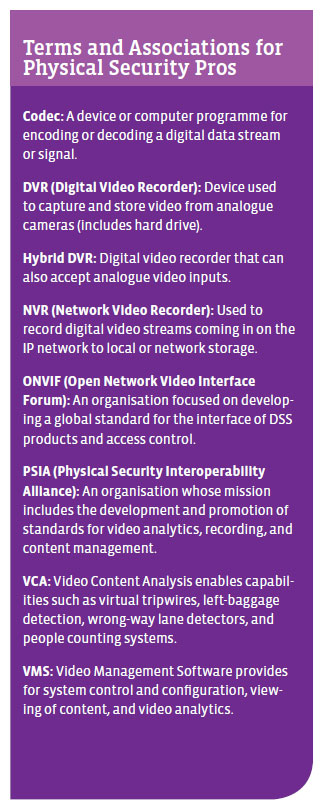 Terms and Associations for
Physical Security Pros
Codec: A device or computer programme for
encoding or decoding a digital data stream
or signal.
DVR (Digital Video Recorder): Device used
to capture and store video from analogue
cameras (includes hard drive).
Hybrid DVR: Digital video recorder that can
also accept analogue video inputs.
NVR (Network Video Recorder): Used to
record digital video streams coming in on the
IP network to local or network storage.
ONVIF (Open Network Video Interface
Forum): An organisation focused on develop-
ing a global standard for the interface of DSS
products and access control.
PSIA (Physical Security Interoperability
Alliance): An organisation whose mission
includes the development and promotion of
standards for video analytics, recording, and
content management.
VCA: Video Content Analysis enables capabil-
ities such as virtual tripwires, left-baggage
detection, wrong-way lane detectors, and
people counting systems.
VMS: Video Management Software provides
for system control and configuration, view-
ing of content, and video analytics.